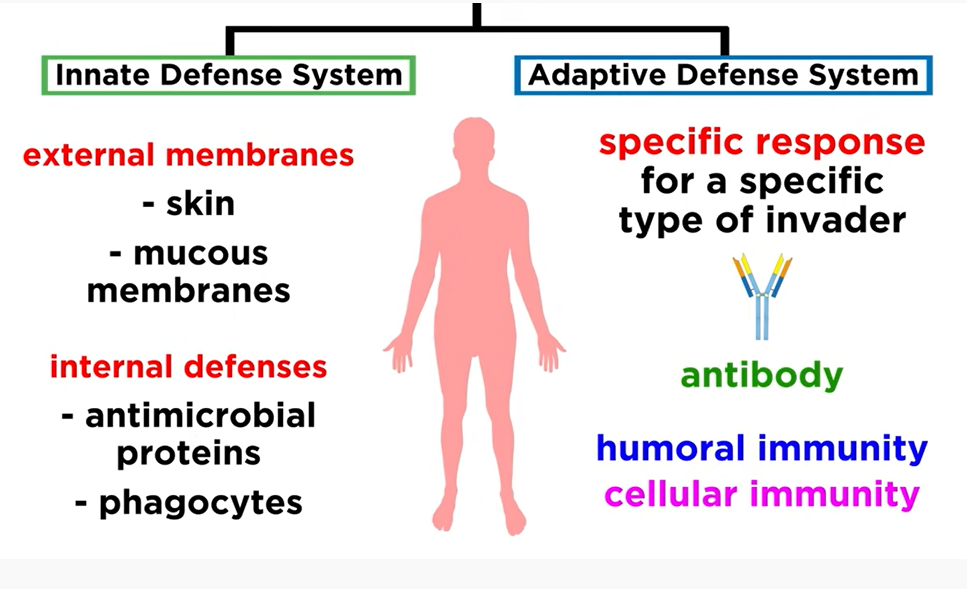 Innate Defense System
external membranes
- skin
- mucous
membranes
internal defenses
- antimicrobial
proteins
- phagocytes
Adaptive Defense System
specific response
for a specific
type of invader
antibody
humoral immunity
cellular immunity